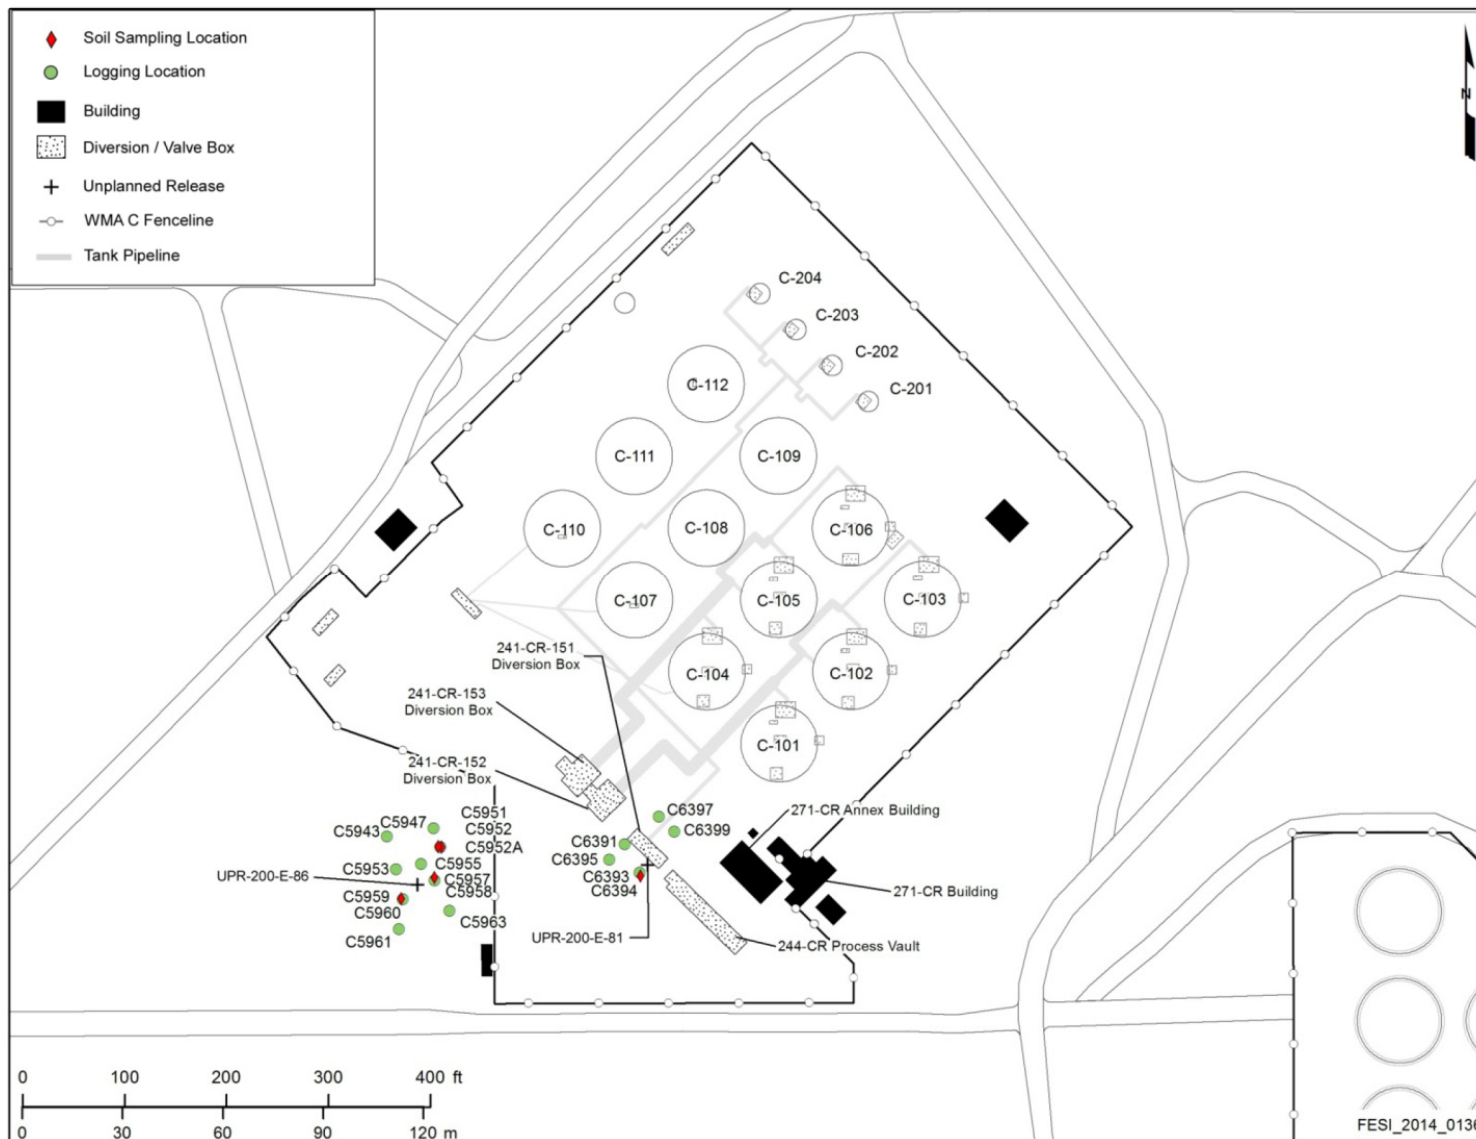 Soil Sampling Location
Logging Location
Building
Diversion / Valve Box
Unplanned Release
WMA C Fenceline
Tank Pipeline
N
C-204
C-203
C-202
C-201
C-112
C-111
C-109
C-110
C-108
C-106
C-107
C-105
C-103
C-104
C-102
C-101
241-CR-151
Diversion Box
241-CR-153
Diversion Box
241-CR-152
Diversion Box
271-CR Annex Building
271-CR Building
244-CR Process Vault
C6397
C6399
C6391
C6395
C6393
C6394
UPR-200-E-81
C5951
C5947
C5943
C5952
C5952A
C5953
C5955
C5957
UPR-200-E-86
C5958
C5959
C5960
C5963
C5961
0 100 200 300 400 ft
0 30 60 90 120 m
FESI_2014_0136